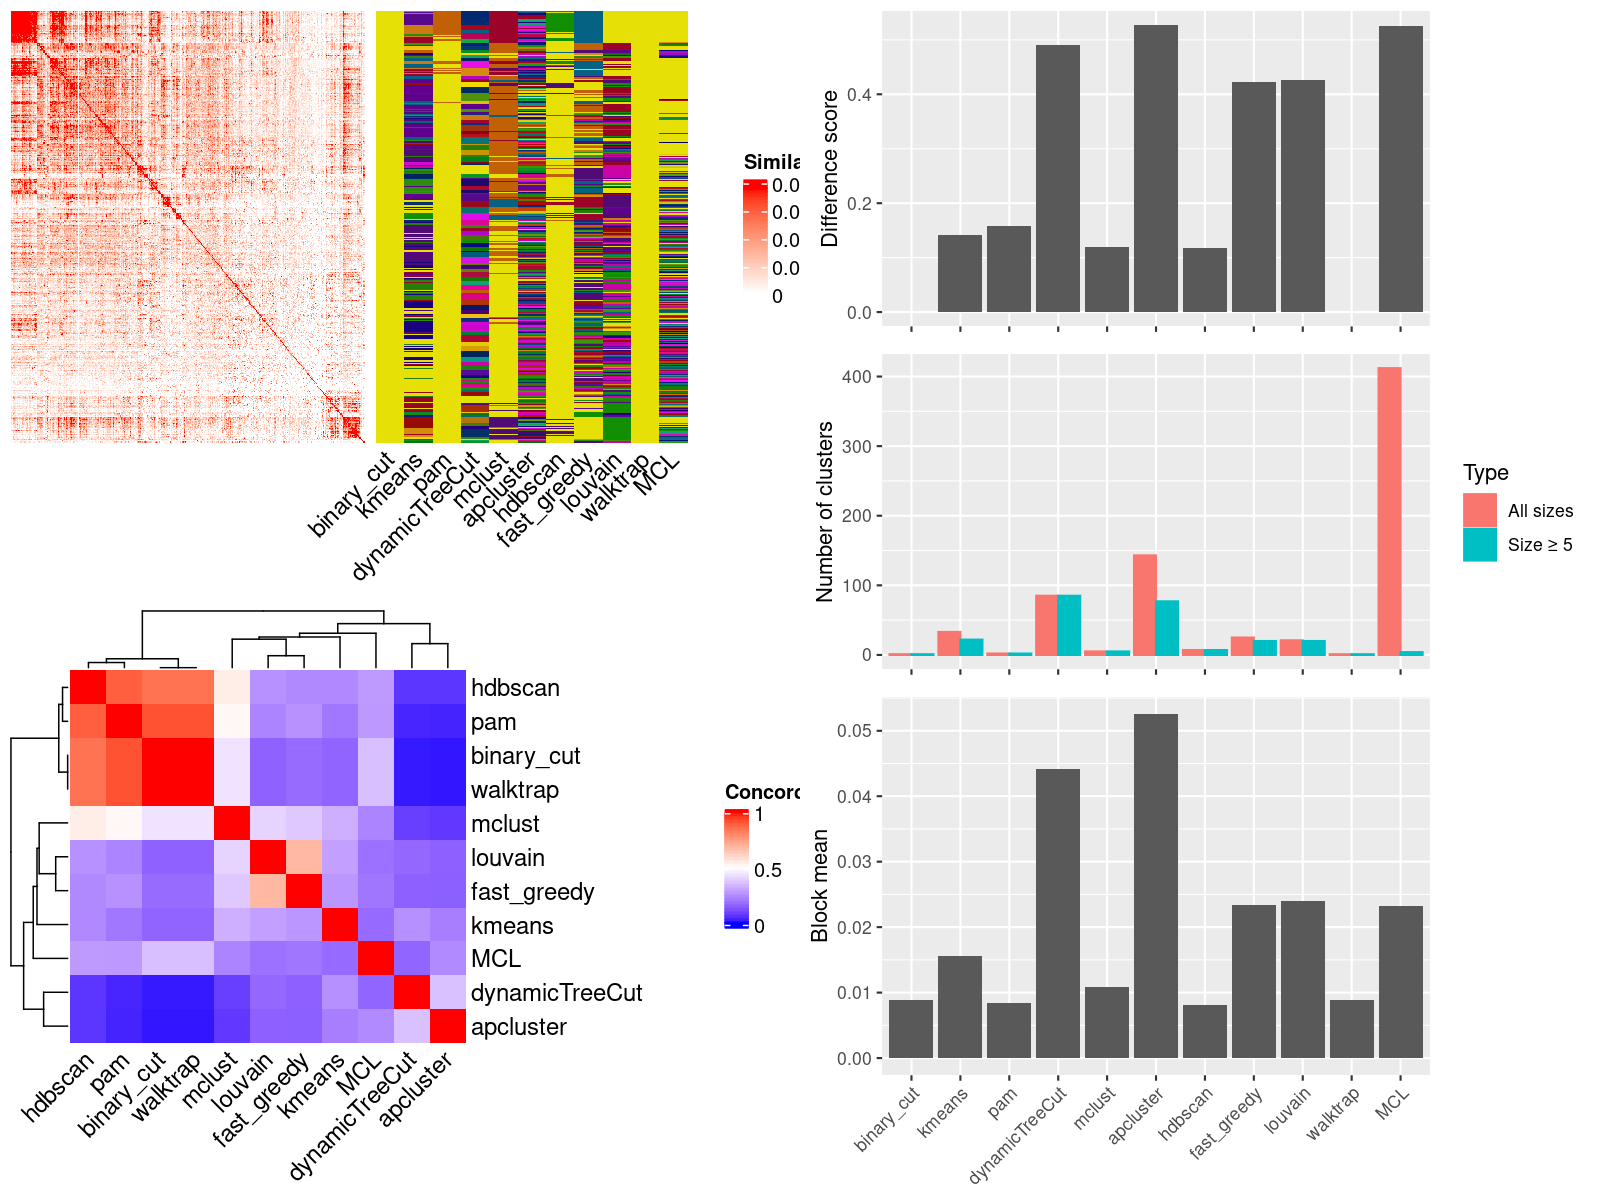 Simila
0.0
0.0
0.0
0.0
0
binary_cut
kmeans
pam
dynamicTreeCut
mclust
apcluster
hdbscan
fast_greedy
louvain
walktrap
MCL
hdbscan
pam
binary_cut
walktrap
mclust
louvain
fast_greedy
kmeans
MCL
dynamicTreeCut
apcluster
hdbscan
pam
binary_cut
walktrap
mclust
louvain
fast_greedy
kmeans
MCL
dynamicTreeCut
apcluster
Concord
1
0.5
0
Difference score
0.4
0.2
0.0
Number of clusters
400
300
200
100
0
Type
All sizes
Size ≥ 5
Block mean
0.05
0.04
0.03
0.02
0.01
0.00
binary_cut
kmeans
pam
dynamicTreeCut
mclust
apcluster
hdbscan
fast_greedy
louvain
walktrap
MCL